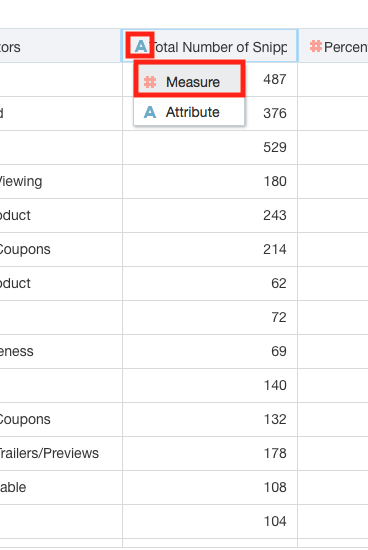 tors A Total Number of Snipp # Percen
# Measure 487
d A Attribute 376
529
Viewing 180
oduct 243
Coupons 214
oduct 62
72
eness 69
140
Coupons 132
Trailers/Previews 178
able 108
104